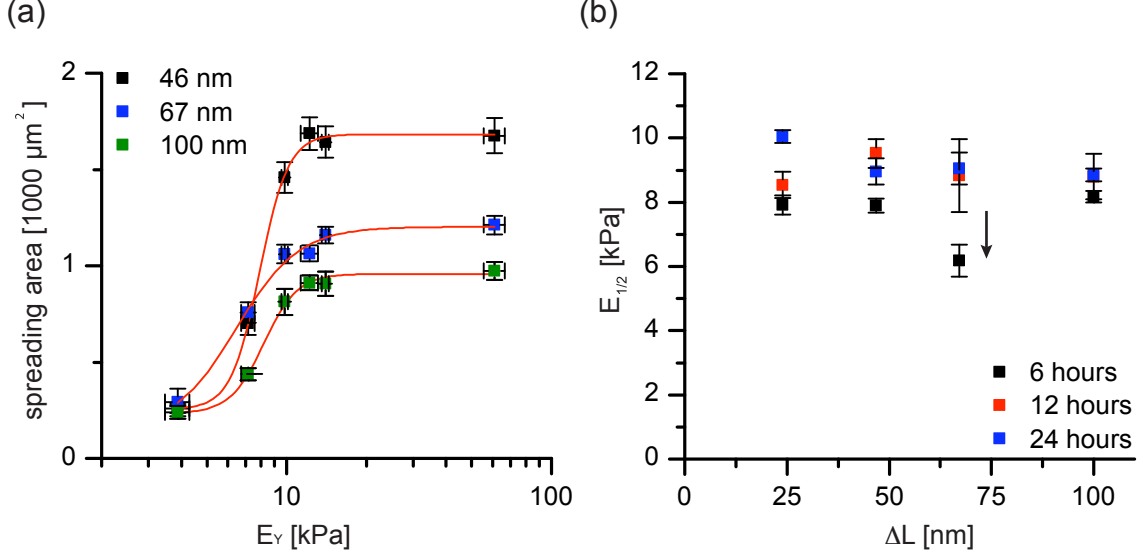 (a)
46 nm
67 nm
100 nm
spreading area [1000 µm²]
2
1
0
10
100
E_Y [kPa]
(b)
E_1/2 [kPa]
12
10
8
6
4
2
0
6 hours
12 hours
24 hours
0
25
50
75
100
ΔL [nm]